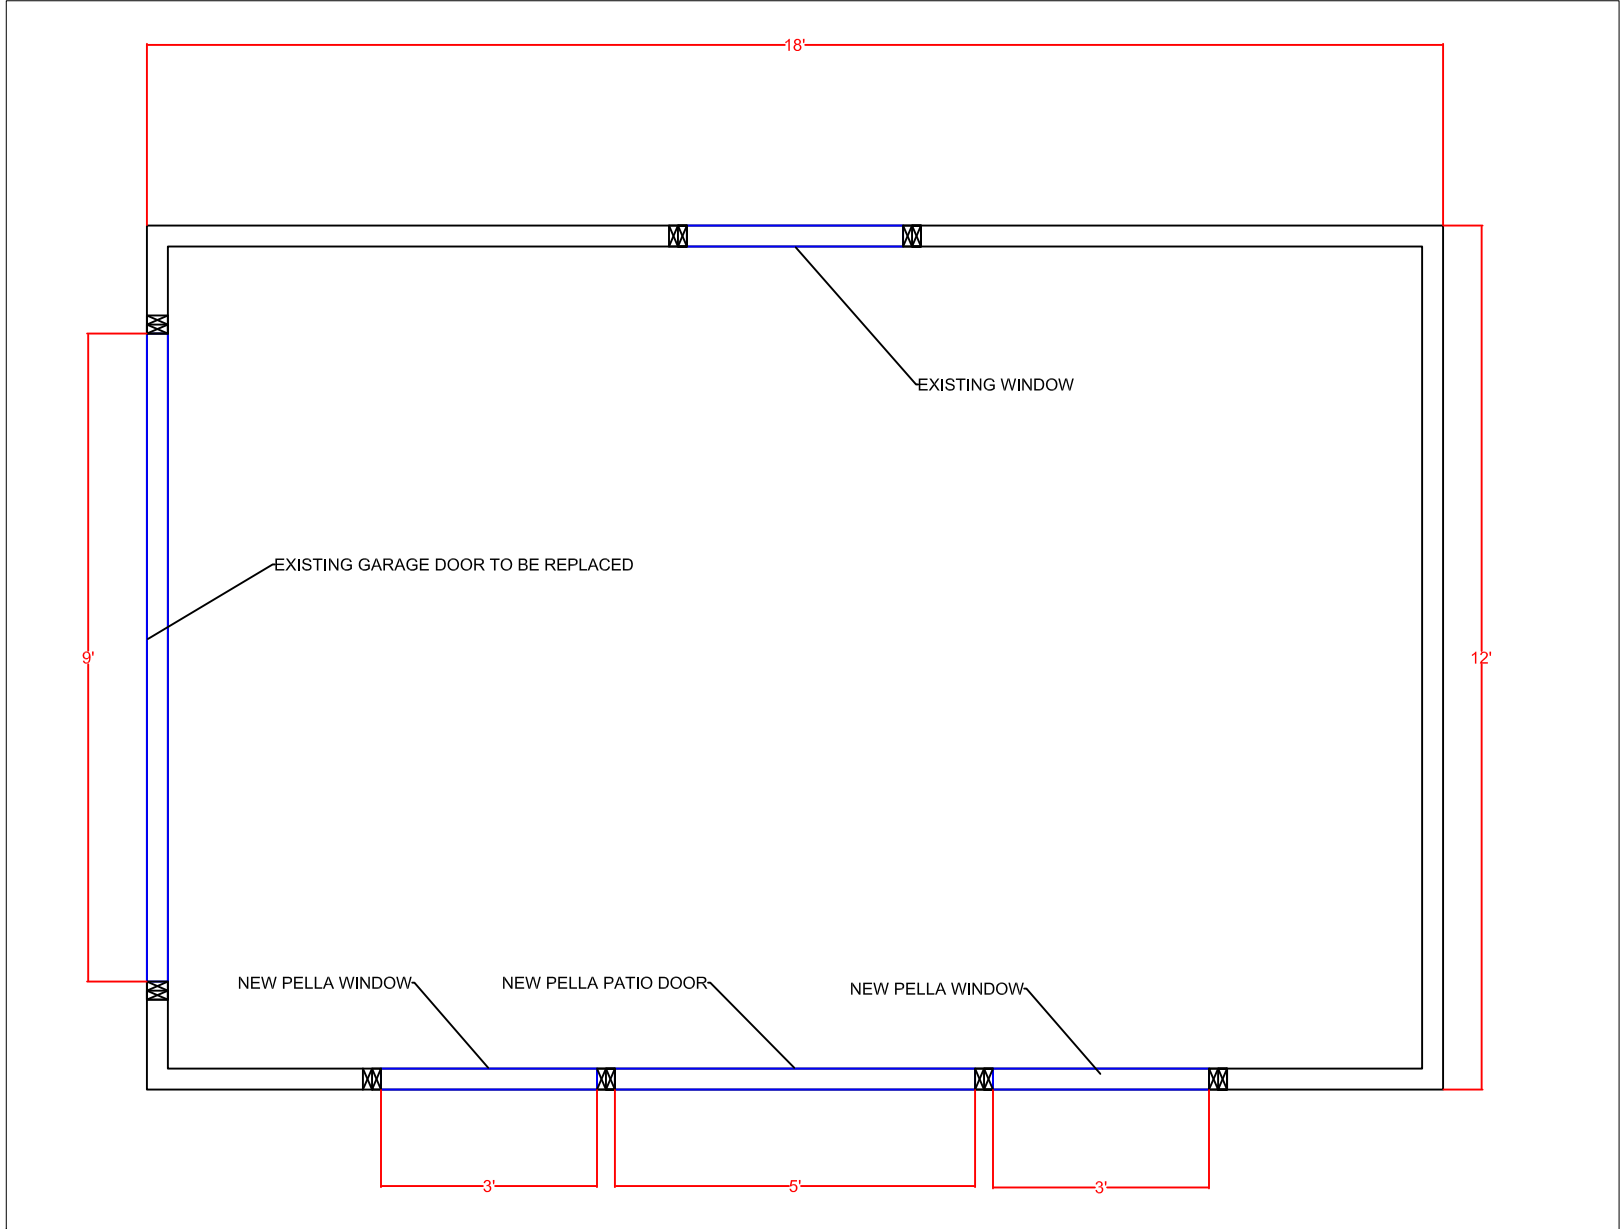 18'
EXISTING WINDOW
EXISTING GARAGE DOOR TO BE REPLACED
9'
12'
NEW PELLA WINDOW
NEW PELLA PATIO DOOR
NEW PELLA WINDOW
3'
5'
3'